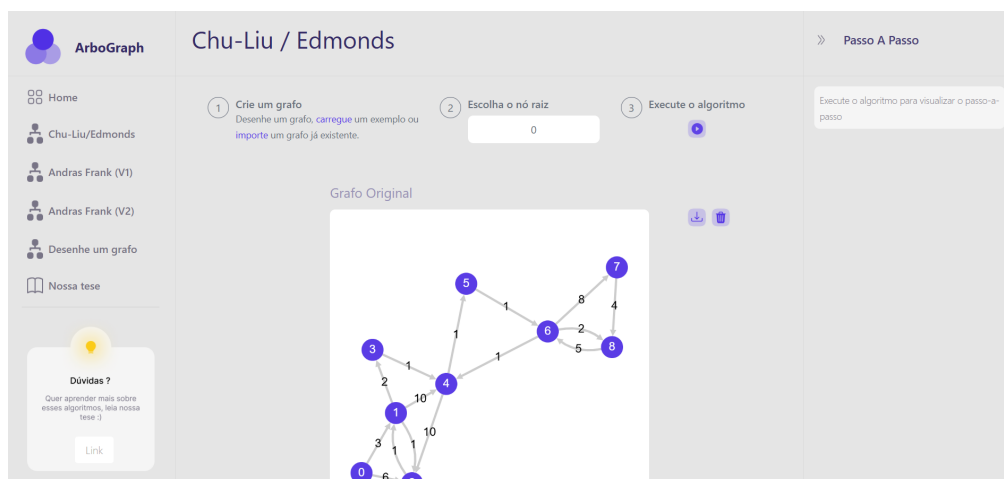 ArboGraph
Chu-Liu / Edmonds
Passo A Passo
Home
Chu-Liu/Edmonds
Andras Frank (V1)
Andras Frank (V2)
Desenhe um grafo
Nossa tese
Dúvidas ?
Quer aprender mais sobre
esses algoritmos, leia nossa
tese :)
Link
1
Crie um grafo
Desenhe um grafo, carregue um exemplo ou
importe um grafo já existente.
2
Escolha o nó raiz
0
3
Execute o algoritmo
Execute o algoritmo para visualizar o passo-a-
passo
Grafo Original
7
5
8
4
1
6
2
8
5
1
3
1
1
4
2
10
1
10
3
1
1
0
6